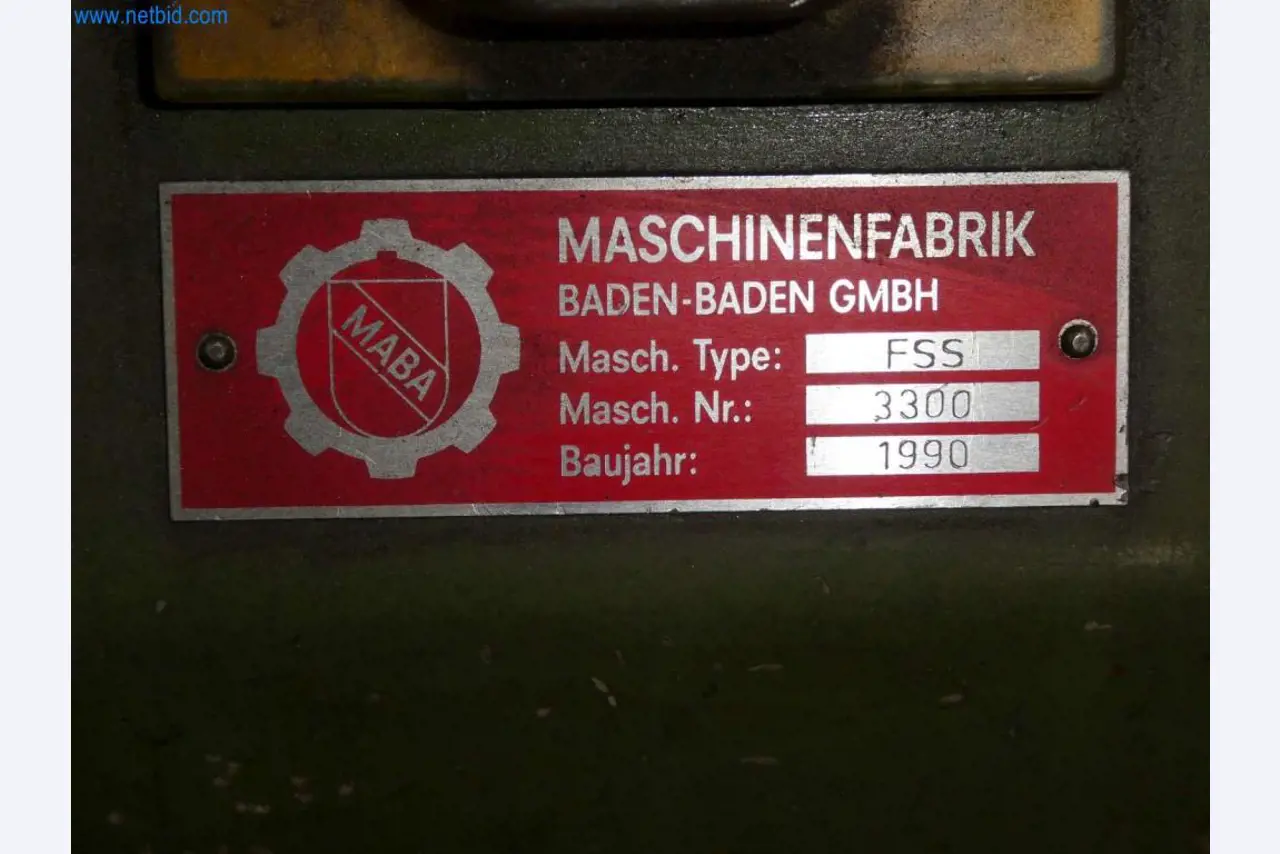 www.netbid.com
MASCHINENFABRIK
BADEN-BADEN GMBH
MABA
Masch. Type: FSS
Masch. Nr.: 3300
Baujahr: 1990